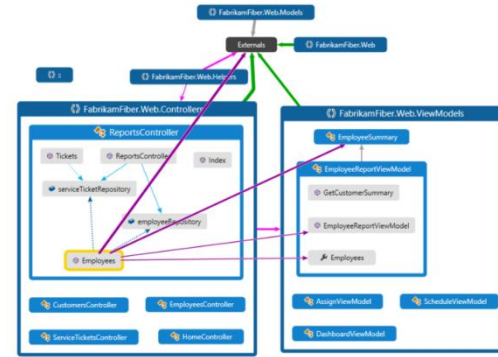 {} FabrikamFiber.Web.Models
Externals
{} FabrikamFiber.Web
{} ::
{} FabrikamFiber.Web.Helpers
{} FabrikamFiber.Web.Controllers
ReportsController
Tickets
ReportsController
Index
serviceTicketRepository
employeeRepository
Employees
CustomersController
EmployeesController
ServiceTicketsController
HomeController
{} FabrikamFiber.Web.ViewModels
EmployeeSummary
EmployeeReportViewModel
GetCustomerSummary
EmployeeReportViewModel
Employees
AssignViewModel
ScheduleViewModel
DashboardViewModel